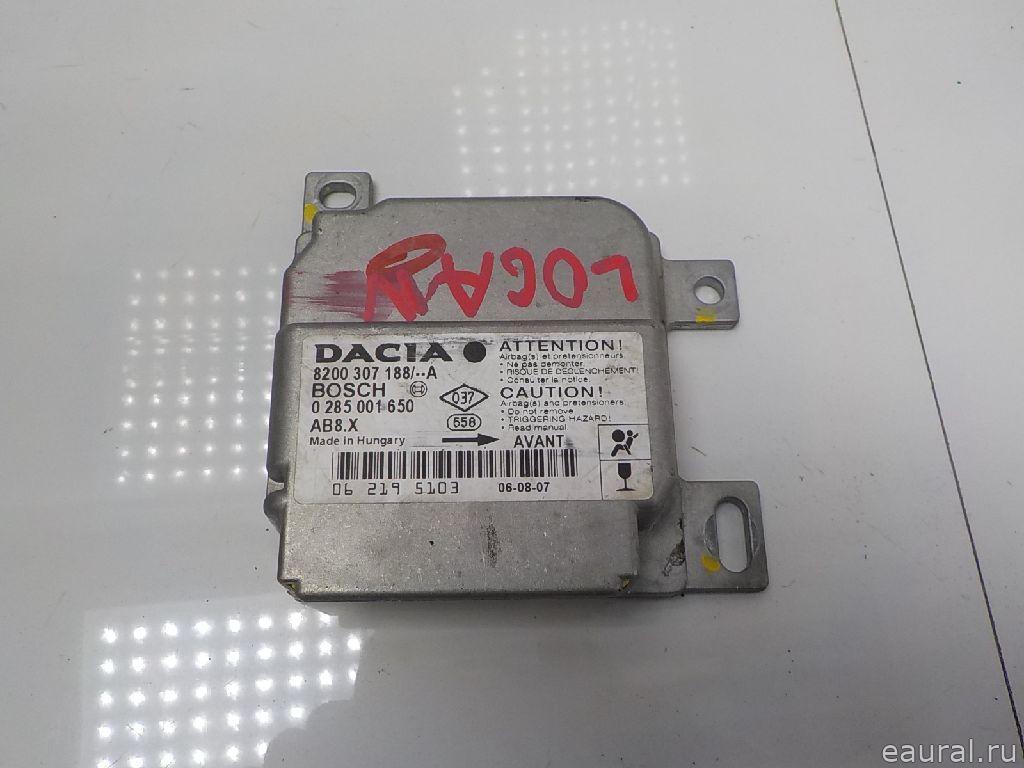 LOGAN
DACIA
8200 307 188/--A
BOSCH
0 285 001 650
AB8.X
Made in Hungary
037
558
ATTENTION!
Airbag(s) et pretensionneurs.
• Ne pas demonter.
• RISQUE DE DECLENCHEMENT!
• Consulter la notice.
CAUTION!
Airbag(s) and pretensioners.
• Do not remove
• TRIGGERING HAZARD!
• Read manual
AVANT
06 219 5103
06-08-07
eaural.ru